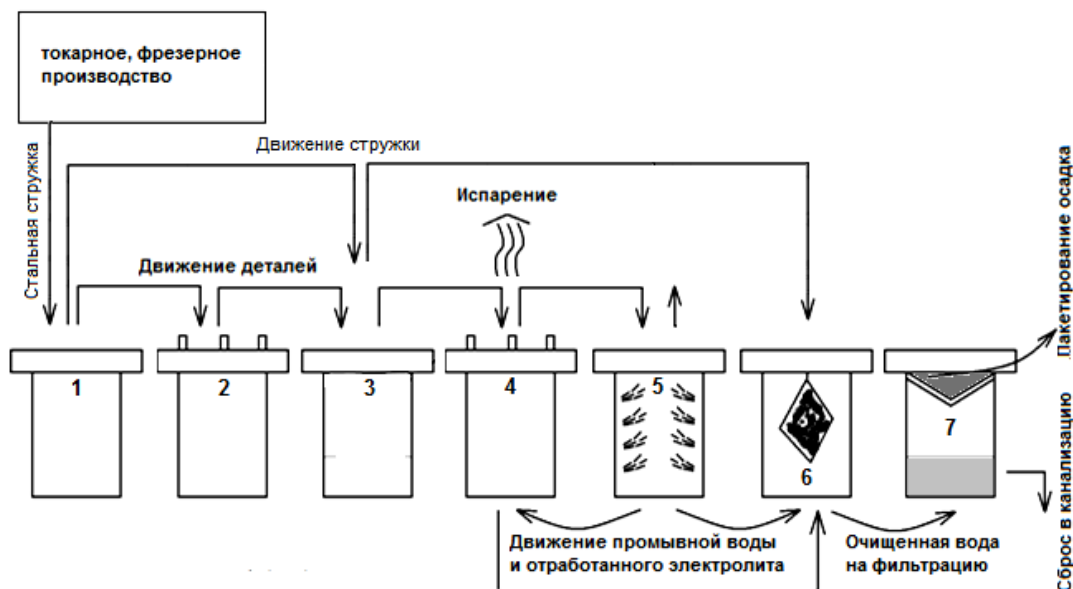 токарное, фрезерное
производство
Движение стружки
Стальная стружка
Испарение
Движение деталей
Пакетирование осадка
1
2
3
4
5
6
7
Движение промывной воды
и отработанного электролита
Очищенная вода
на фильтрацию
Сброс в канализацию